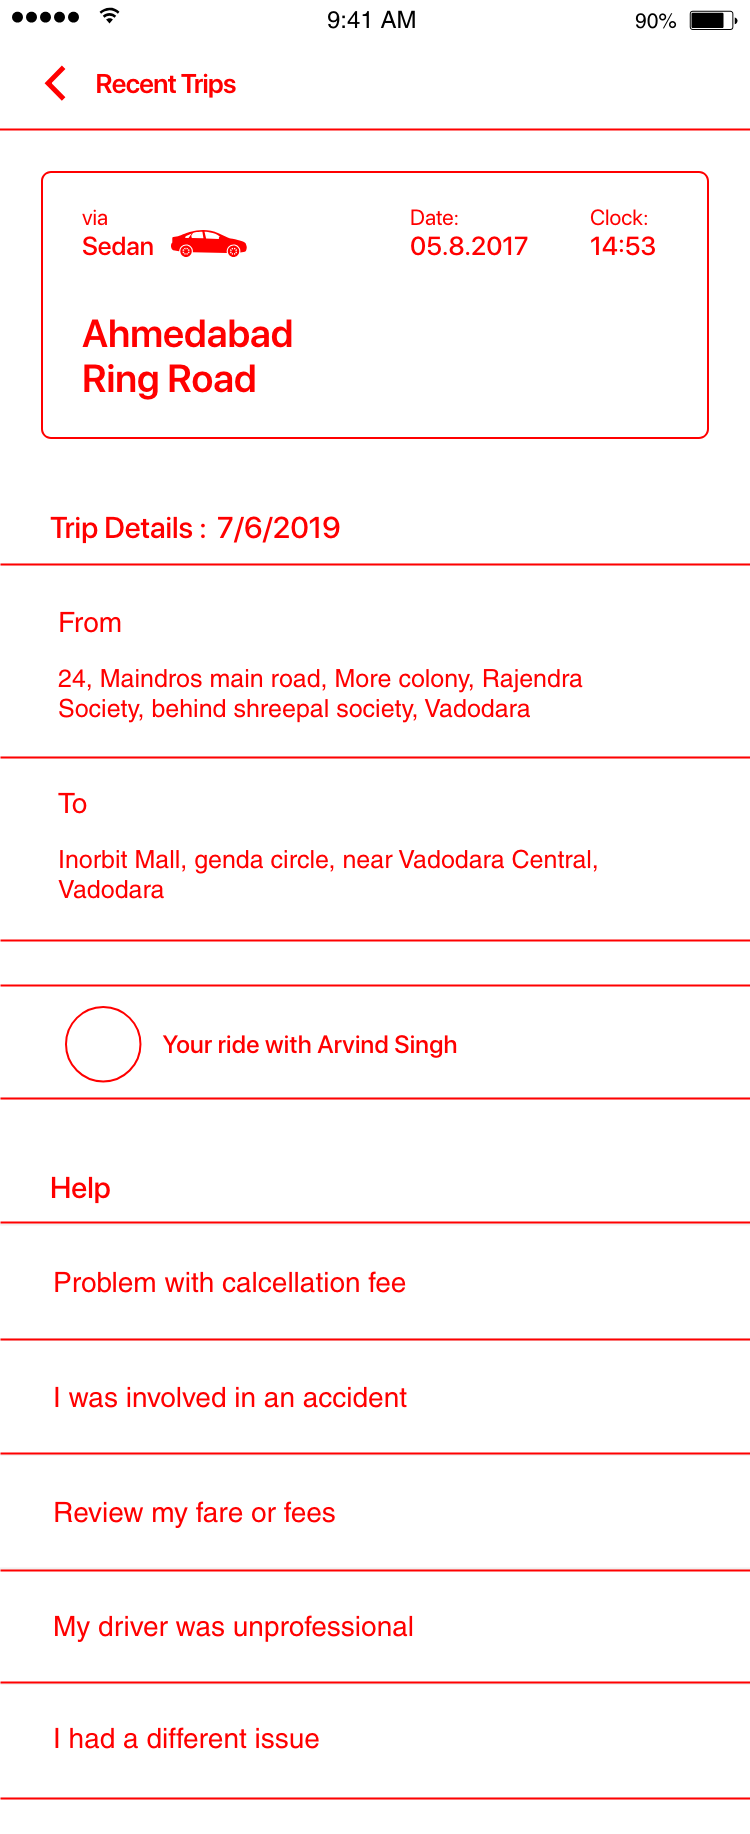 9:41 AM
90%
Recent Trips
via
Sedan
Date:
05.8.2017
Clock:
14:53
Ahmedabad
Ring Road
Trip Details : 7/6/2019
From
24, Maindros main road, More colony, Rajendra
Society, behind shreepal society, Vadodara
To
Inorbit Mall, genda circle, near Vadodara Central,
Vadodara
Your ride with Arvind Singh
Help
Problem with calcellation fee
I was involved in an accident
Review my fare or fees
My driver was unprofessional
I had a different issue